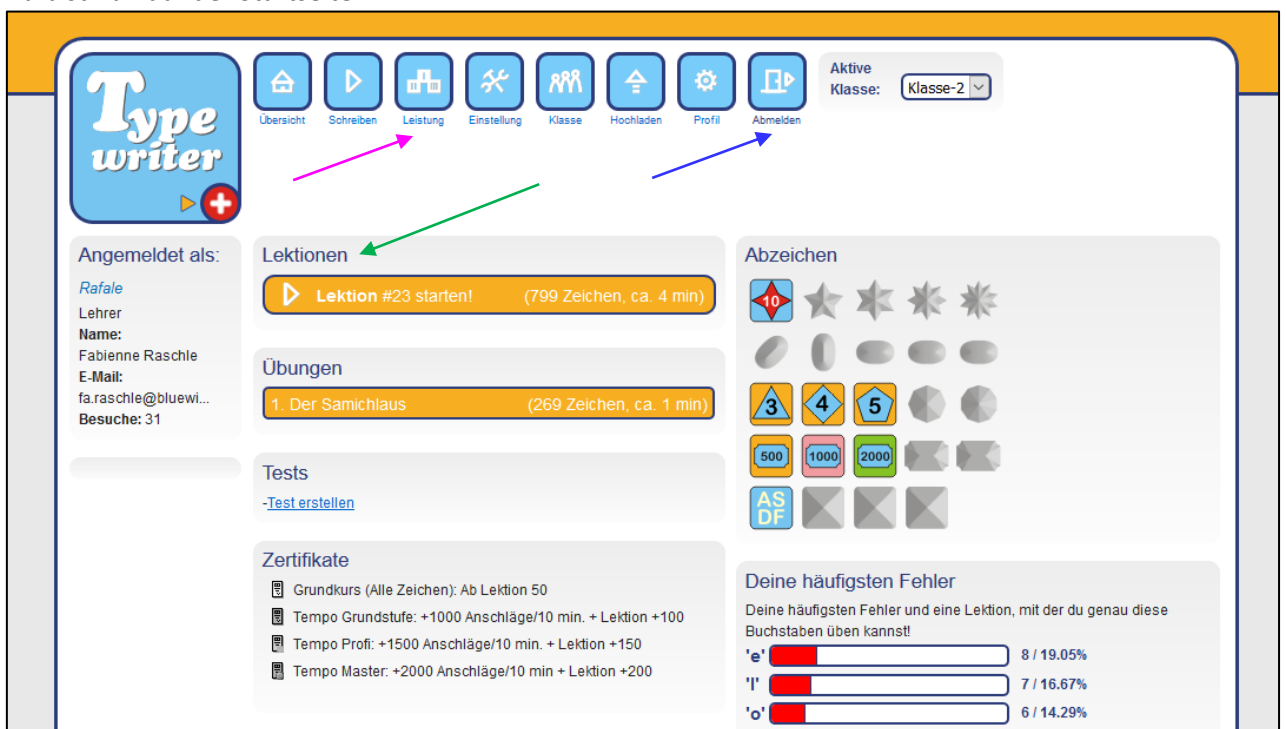 Type
writer
Übersicht Schreiben Leistung Einstellung Klasse Hochladen Profil Abmelden
Aktive
Klasse: Klasse-2
Angemeldet als:
Rafale
Lehrer
Name:
Fabienne Raschle
E-Mail:
fa.raschle@bluewi...
Besuche: 31
Lektionen
Lektion #23 starten! (799 Zeichen, ca. 4 min)
Übungen
1. Der Samichlaus (269 Zeichen, ca. 1 min)
Tests
-Test erstellen
Zertifikate
Grundkurs (Alle Zeichen): Ab Lektion 50
Tempo Grundstufe: +1000 Anschläge/10 min. + Lektion +100
Tempo Profi: +1500 Anschläge/10 min. + Lektion +150
Tempo Master: +2000 Anschläge/10 min + Lektion +200
Abzeichen
10
3 4 5
500 1000 2000
AS
DF
Deine häufigsten Fehler
Deine häufigsten Fehler und eine Lektion, mit der du genau diese
Buchstaben üben kannst!
'e' 8 / 19.05%
'l' 7 / 16.67%
'o' 6 / 14.29%